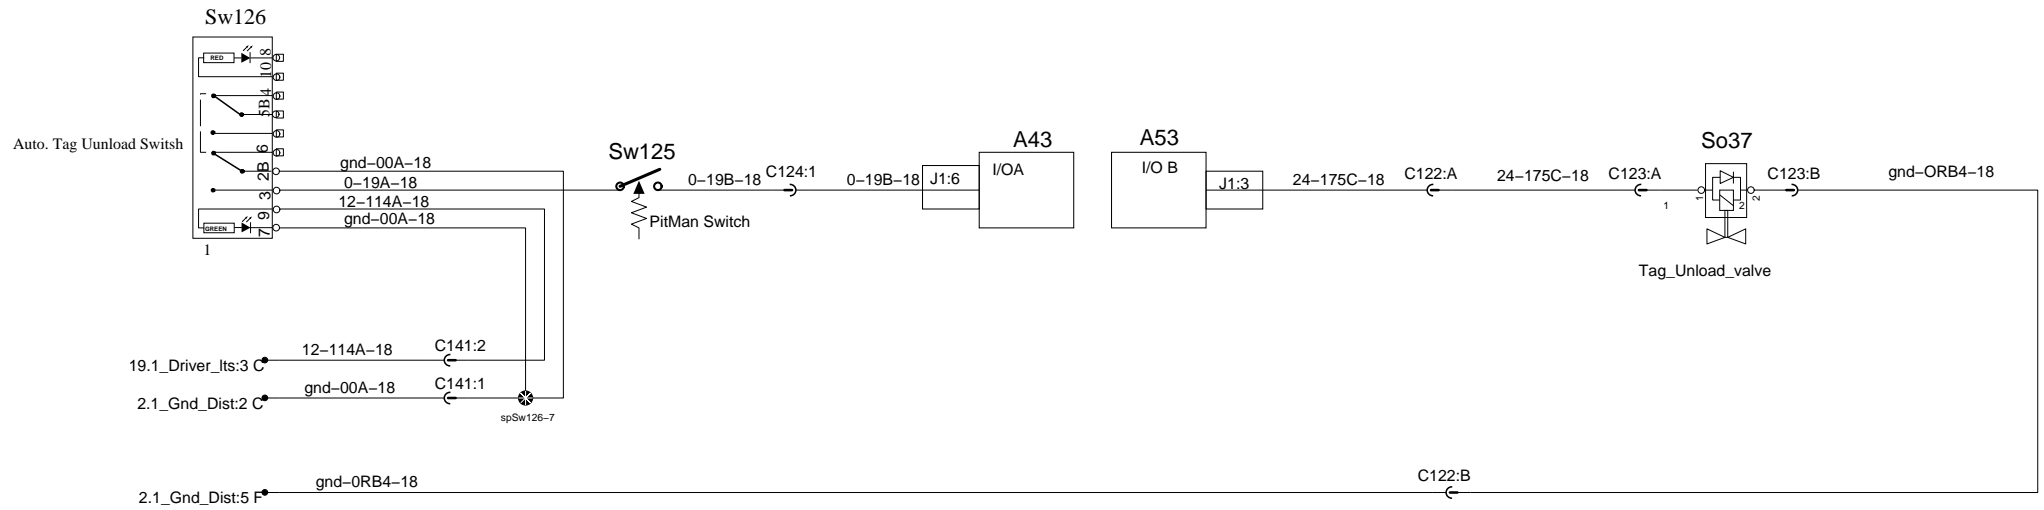 Sw126
RED
8
10
4
5B
6
2B
3
9
7
GREEN
1
Auto. Tag Uunload Switsh
gnd-00A-18
0-19A-18
12-114A-18
gnd-00A-18
Sw125
PitMan Switch
0-19B-18
C124:1
0-19B-18
J1:6
A43
I/OA
A53
I/O B
J1:3
24-175C-18
C122:A
24-175C-18
C123:A
1
So37
1
2
2
Tag_Unload_valve
C123:B
gnd-ORB4-18
19.1_Driver_lts:3 C
12-114A-18
C141:2
2.1_Gnd_Dist:2 C
gnd-00A-18
C141:1
spSw126-7
2.1_Gnd_Dist:5 F
gnd-0RB4-18
C122:B